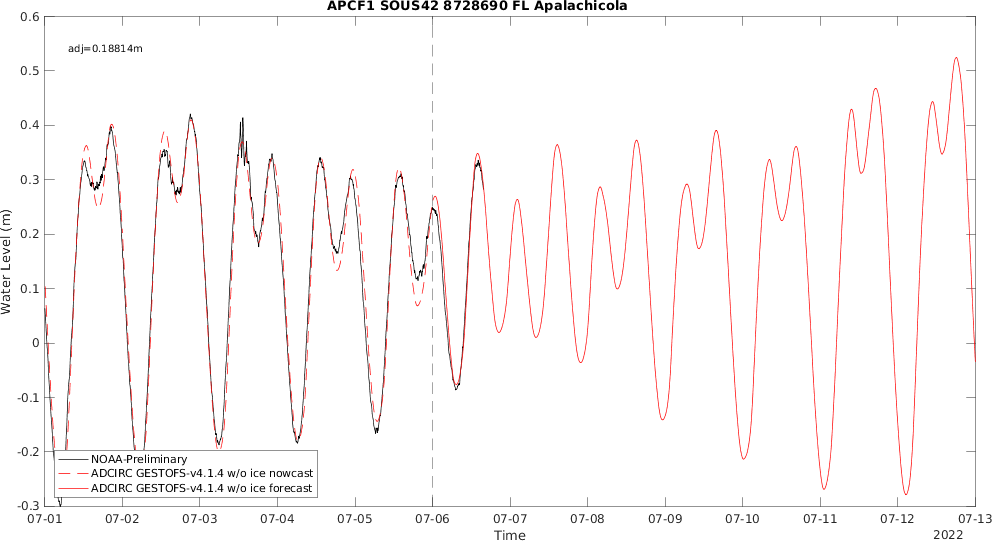 APCF1 SOUS42 8728690 FL Apalachicola
adj=0.18814m
Water Level (m)
0.6
0.5
0.4
0.3
0.2
0.1
0
-0.1
-0.2
-0.3
NOAA-Preliminary
ADCIRC GESTOFS-v4.1.4 w/o ice nowcast
ADCIRC GESTOFS-v4.1.4 w/o ice forecast
07-01 07-02 07-03 07-04 07-05 07-06 07-07 07-08 07-09 07-10 07-11 07-12 07-13
Time
2022